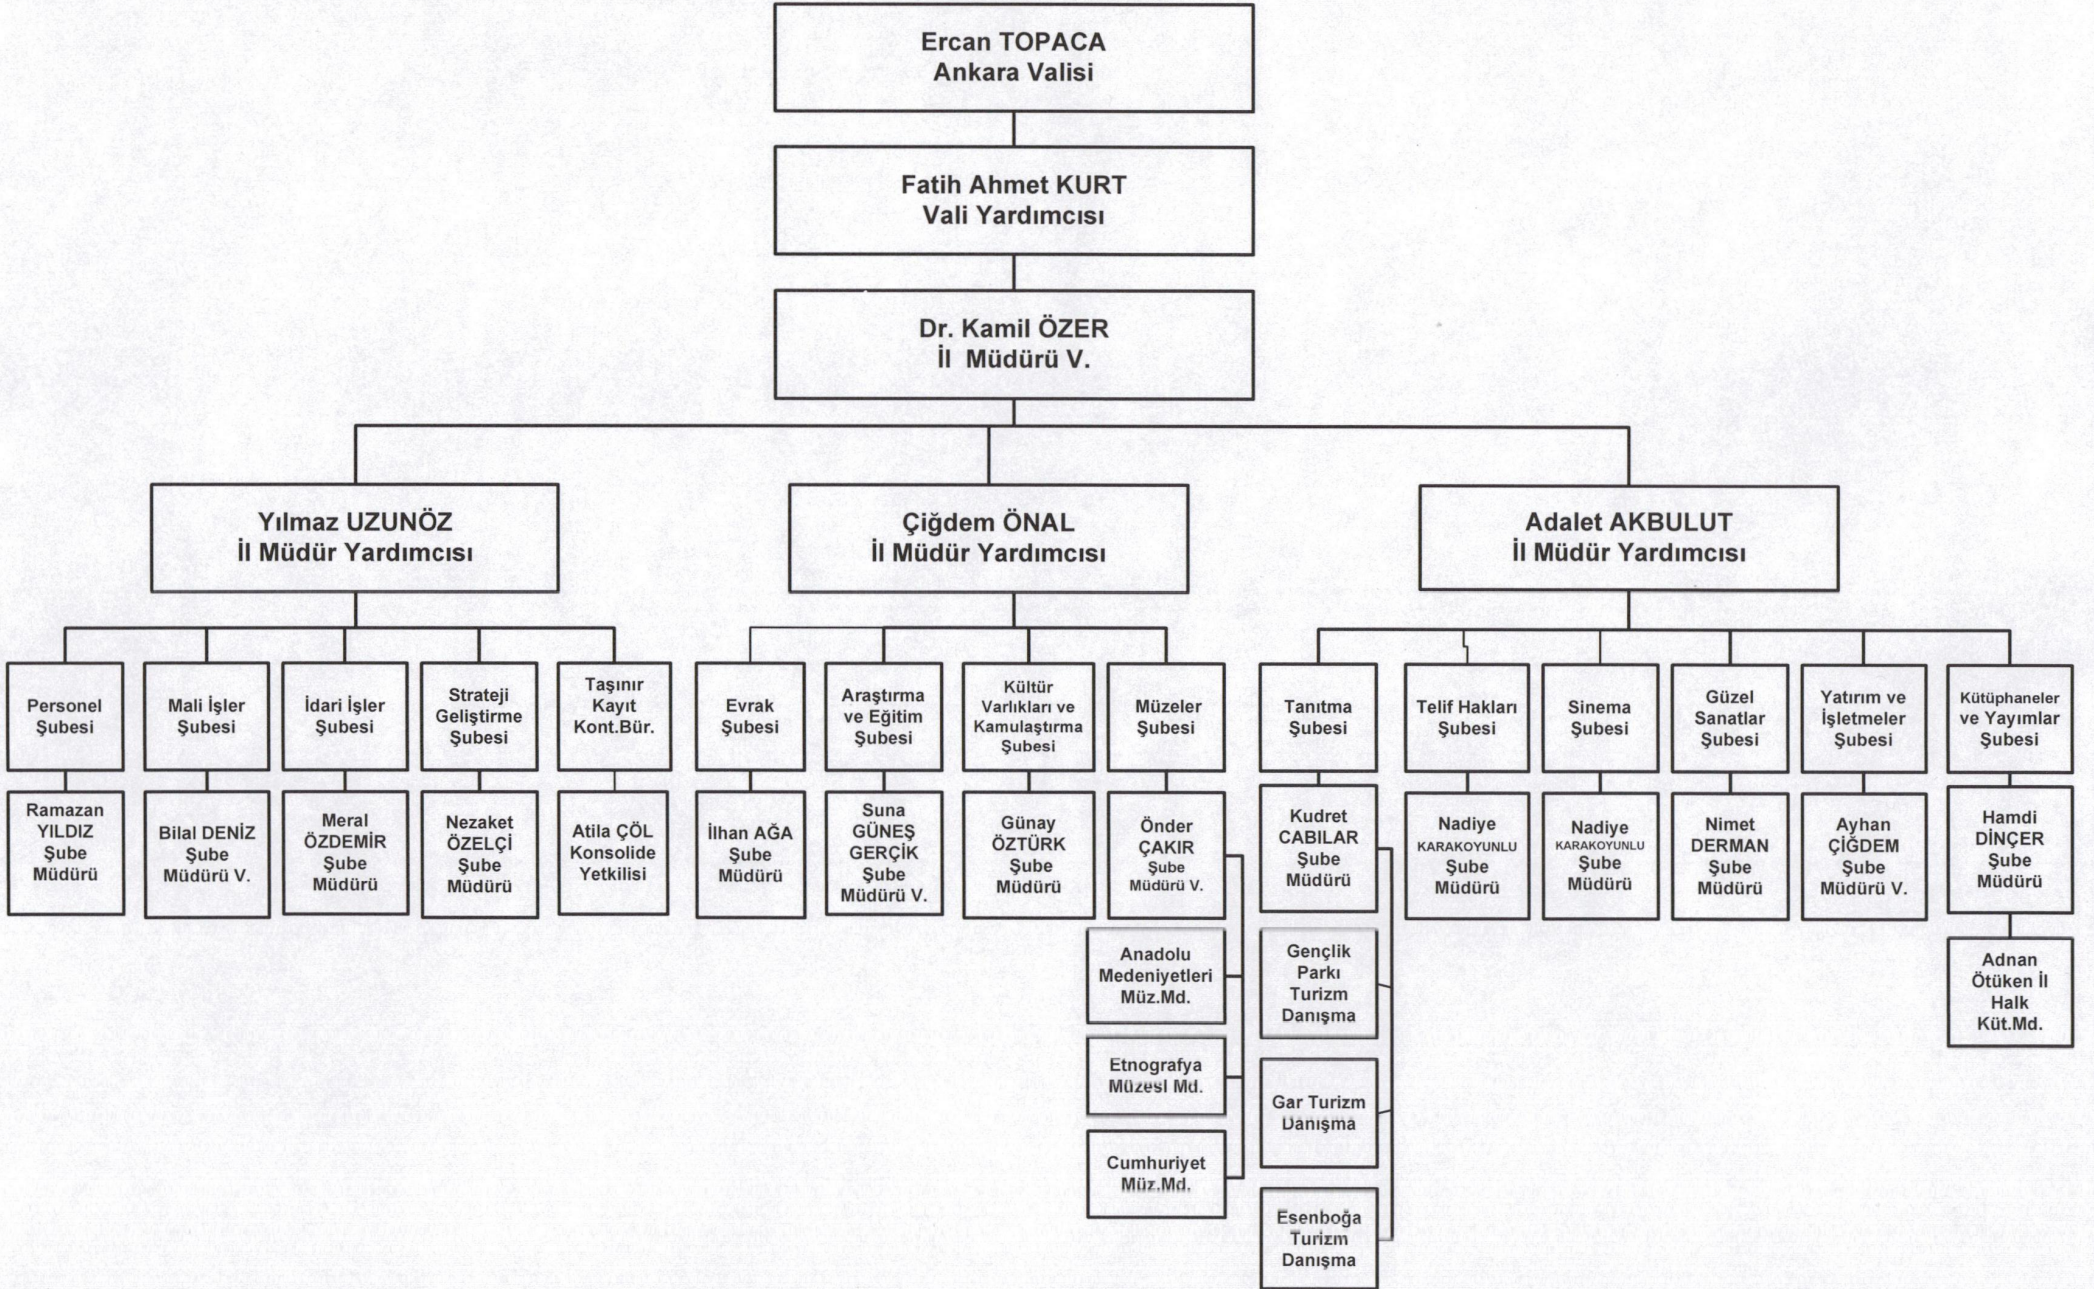 Ercan TOPACA
Ankara Valisi
Fatih Ahmet KURT
Vali Yardımcısı
Dr. Kamil ÖZER
İl Müdürü V.
Yılmaz UZUNÖZ
İl Müdür Yardımcısı
Çiğdem ÖNAL
İl Müdür Yardımcısı
Adalet AKBULUT
İl Müdür Yardımcısı
Personel
Şubesi
Mali İşler
Şubesi
İdari İşler
Şubesi
Strateji
Geliştirme
Şubesi
Taşınır
Kayıt
Kont.Bür.
Evrak
Şubesi
Araştırma
ve Eğitim
Şubesi
Kültür
Varlıkları ve
Kamulaştırma
Şubesi
Müzeler
Şubesi
Tanıtma
Şubesi
Telif Hakları
Şubesi
Sinema
Şubesi
Güzel
Sanatlar
Şubesi
Yatırım ve
İşletmeler
Şubesi
Kütüphaneler
ve Yayımlar
Şubesi
Ramazan
YILDIZ
Şube
Müdürü
Bilal DENİZ
Şube
Müdürü V.
Meral
ÖZDEMİR
Şube
Müdürü
Nezaket
ÖZELÇİ
Şube
Müdürü
Atila ÇÖL
Konsolide
Yetkilisi
İlhan AĞA
Şube
Müdürü
Suna
GÜNEŞ
GERÇİK
Şube
Müdürü V.
Günay
ÖZTÜRK
Şube
Müdürü
Önder
ÇAKIR
Şube
Müdürü V.
Kudret
CABILAR
Şube
Müdürü
Nadiye
KARAKOYUNLU
Şube
Müdürü
Nadiye
KARAKOYUNLU
Şube
Müdürü
Nimet
DERMAN
Şube
Müdürü
Ayhan
ÇİĞDEM
Şube
Müdürü V.
Hamdi
DİNÇER
Şube
Müdürü
Anadolu
Medeniyetleri
Müz.Md.
Etnografya
Müzesi Md.
Cumhuriyet
Müz.Md.
Gençlik
Parkı
Turizm
Danışma
Gar Turizm
Danışma
Esenboğa
Turizm
Danışma
Adnan
Ötüken İl
Halk
Küt.Md.